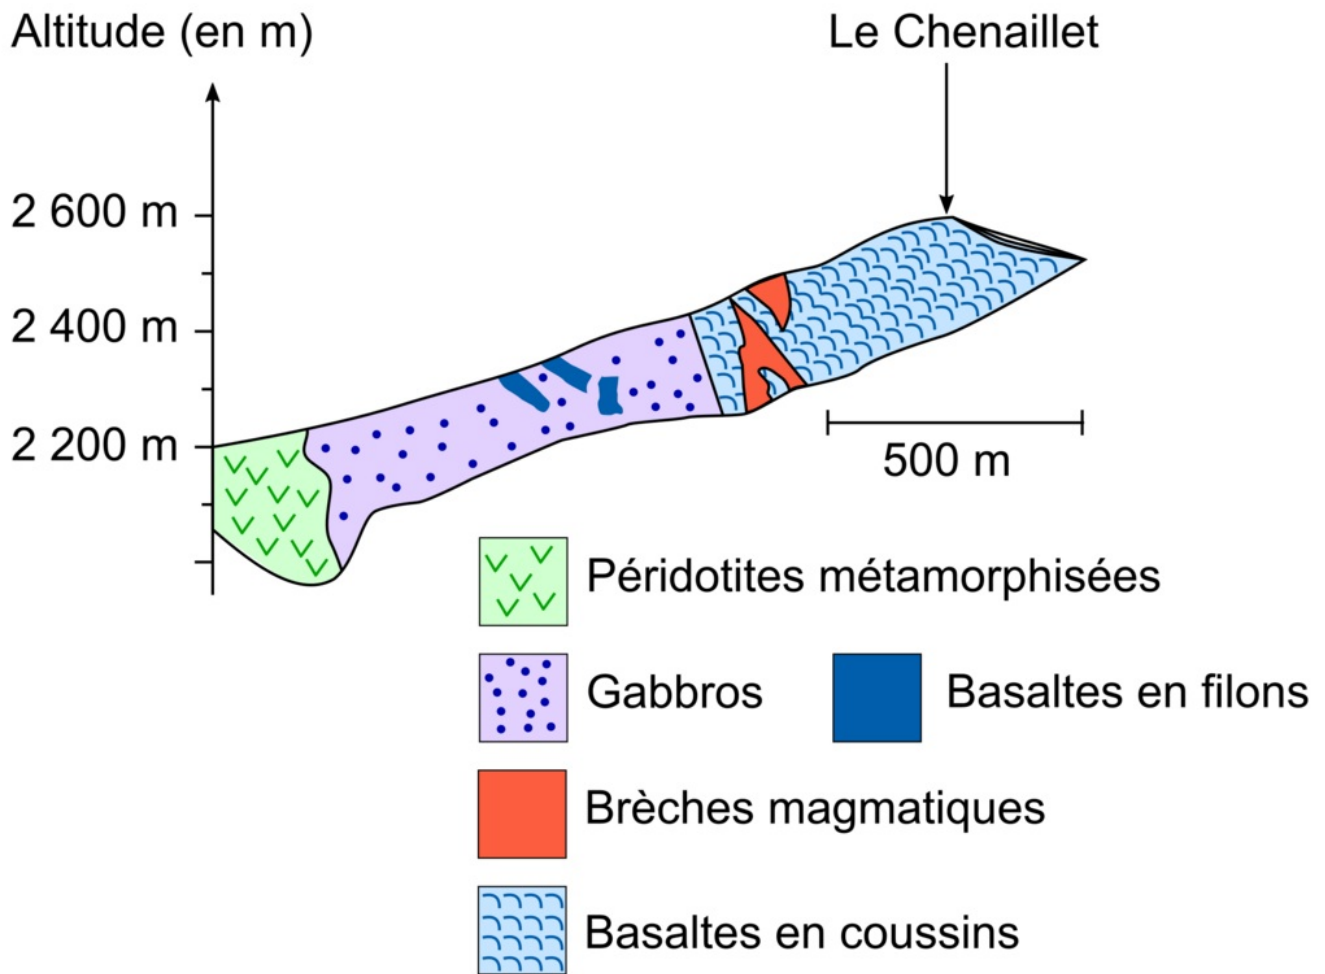 Altitude (en m)
Le Chenaillet
2 600 m
2 400 m
2 200 m
500 m
Péridotites métamorphisées
Gabbros
Basaltes en filons
Brèches magmatiques
Basaltes en coussins